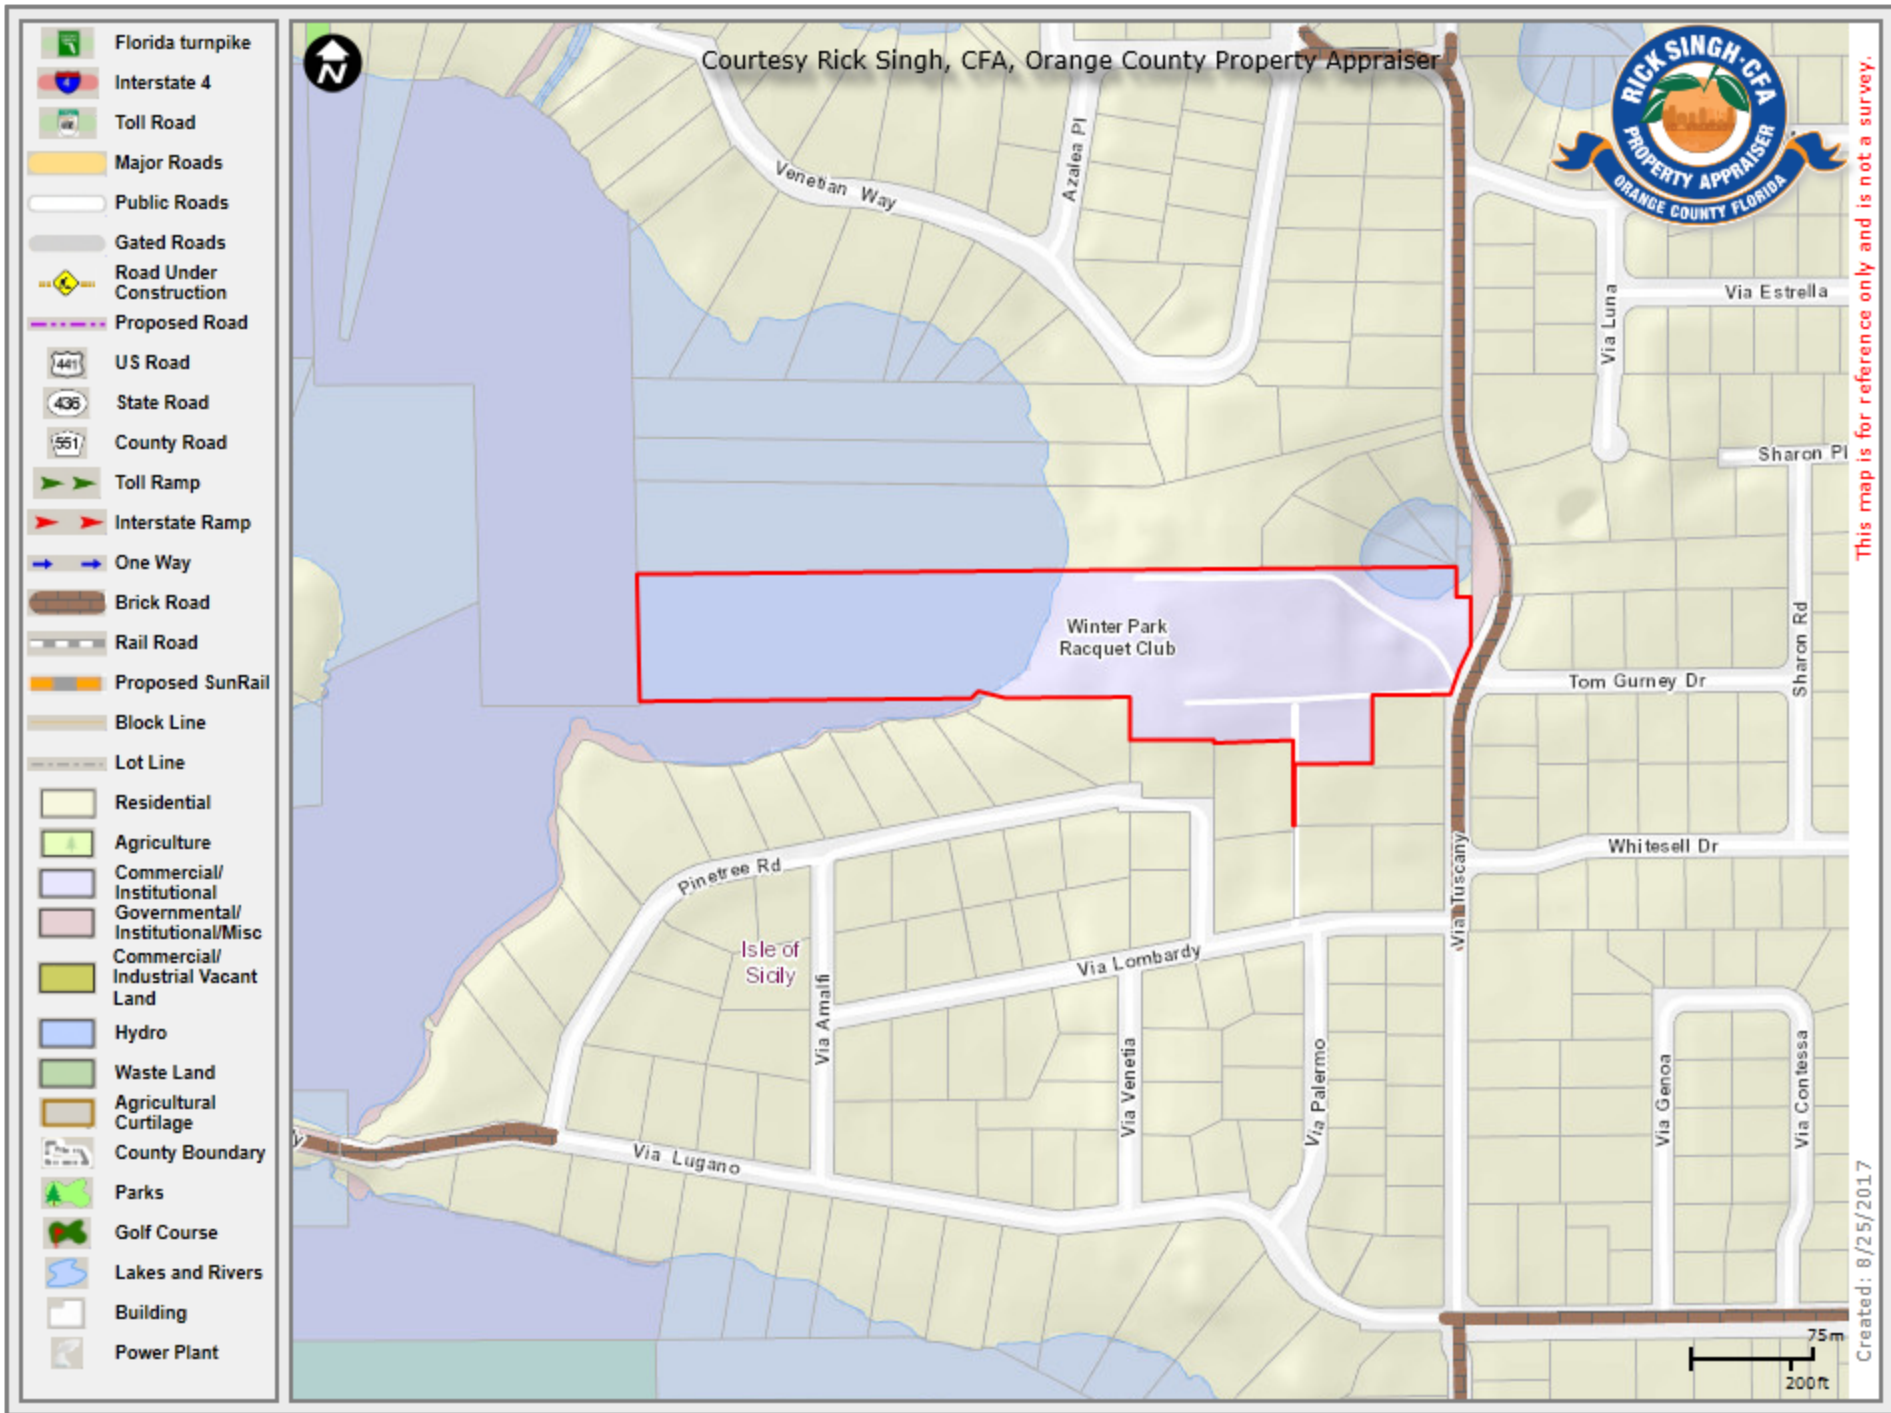 Florida turnpike
4
Interstate 4
Toll Road
Major Roads
Public Roads
Gated Roads
Road Under
Construction
Proposed Road
441
US Road
436
State Road
551
County Road
Toll Ramp
Interstate Ramp
One Way
Brick Road
Rail Road
Proposed SunRail
Block Line
Lot Line
Residential
Agriculture
Commercial/
Institutional
Governmental/
Institutional/Misc
Commercial/
Industrial Vacant
Land
Hydro
Waste Land
Agricultural
Curtilage
County Boundary
Parks
Golf Course
Lakes and Rivers
Building
Power Plant
N
Courtesy Rick Singh, CFA, Orange County Property Appraiser
RICK SINGH·CFA
PROPERTY APPRAISER
ORANGE COUNTY FLORIDA
This map is for reference only and is not a survey.
Venetian Way
Azalea Pl
Via Luna
Via Estrella
Sharon Pl
Winter Park
Racquet Club
Sharon Rd
Tom Gurney Dr
Whitesell Dr
Via Tuscany
Pinetree Rd
Isle of
Sicily
Via Amalfi
Via Lombardy
Via Venetia
Via Palermo
Via Genoa
Via Contessa
Via Lugano
ly
75m
200ft
Created: 8/25/2017